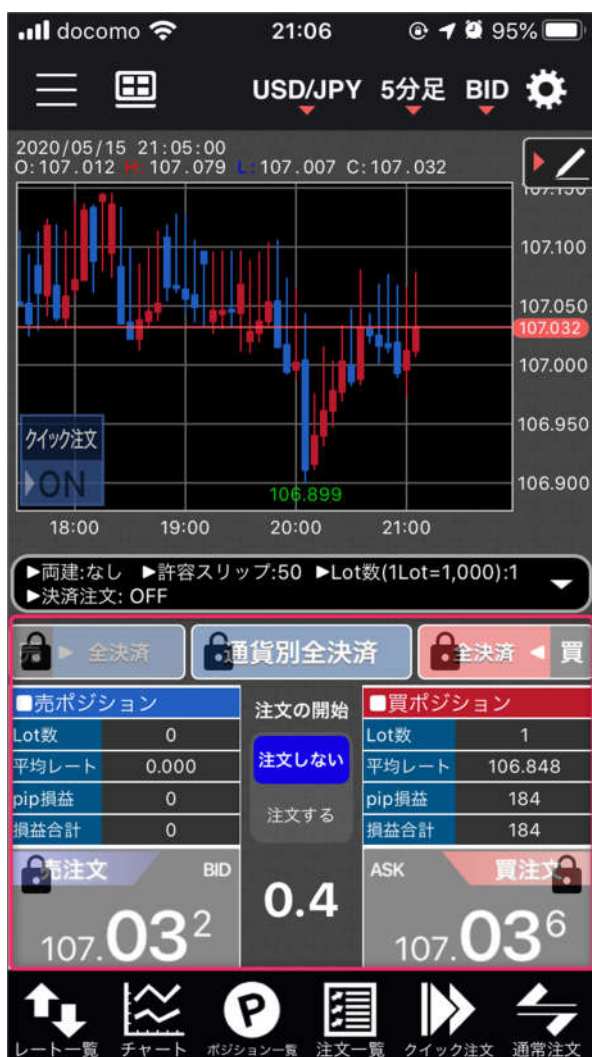 docomo 21:06 95%
USD/JPY 5分足 BID
2020/05/15 21:05:00
O:107.012 H:107.079 L:107.007 C:107.032
107.150
107.100
107.050
107.032
107.000
106.950
106.900
クイック注文
▶ON
106.899
18:00 19:00 20:00 21:00
▶両建:なし ▶許容スリップ:50 ▶Lot数(1Lot=1,000):1
▶決済注文: OFF
売 ▶ 全決済 通貨別全決済 全決済 ◀ 買
売ポジション 注文の開始 買ポジション
Lot数 0 Lot数 1
平均レート 0.000 注文しない 平均レート 106.848
pip損益 0 注文する pip損益 184
損益合計 0 損益合計 184
売注文 BID 0.4 ASK 買注文
107.032 107.036
レート一覧 チャート ポジション一覧 注文一覧 クイック注文 通常注文